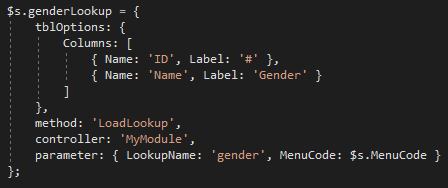 $s.genderLookup = {
    tblOptions: {
        Columns: [
            { Name: 'ID', Label: '#' },
            { Name: 'Name', Label: 'Gender' }
        ]
    },
    method: 'LoadLookup',
    controller: 'MyModule',
    parameter: { LookupName: 'gender', MenuCode: $s.MenuCode }
};